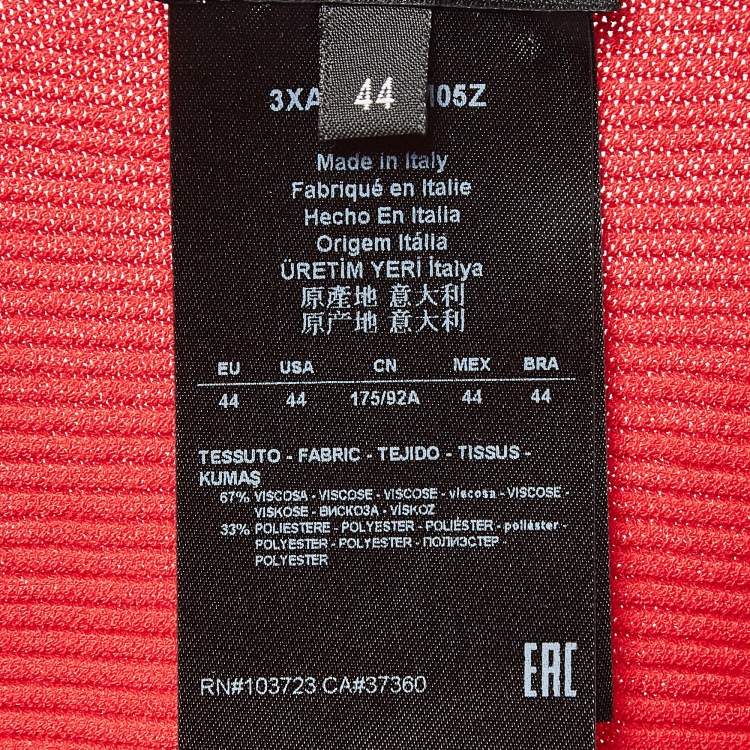 44
3XA I05Z
Made in Italy
Fabriqué en Italie
Hecho En Italia
Origem Itália
ÜRETİM YERİ İtalya
原產地 意大利
原产地 意大利
EU USA CN MEX BRA
44 44 175/92A 44 44
TESSUTO - FABRIC - TEJIDO - TISSUS -
KUMAŞ
67% VISCOSA - VISCOSE - VISCOSE - viscosa - VISCOSE -
VISKOSE - ВИСКОЗА - VİSKOZ
33% POLIESTERE - POLYESTER - POLIÉSTER - poliáster -
POLYESTER - POLYESTER - ПОЛИЭСТЕР -
POLYESTER
RN#103723 CA#37360
EAC